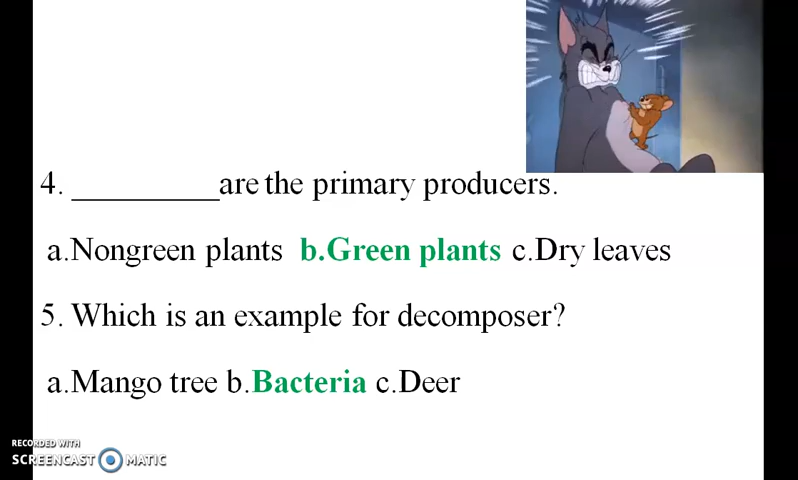 4. __________are the primary producers.
a.Nongreen plants b.Green plants c.Dry leaves
5. Which is an example for decomposer?
a.Mango tree b.Bacteria c.Deer
RECORDED WITH
SCREENCAST MATIC